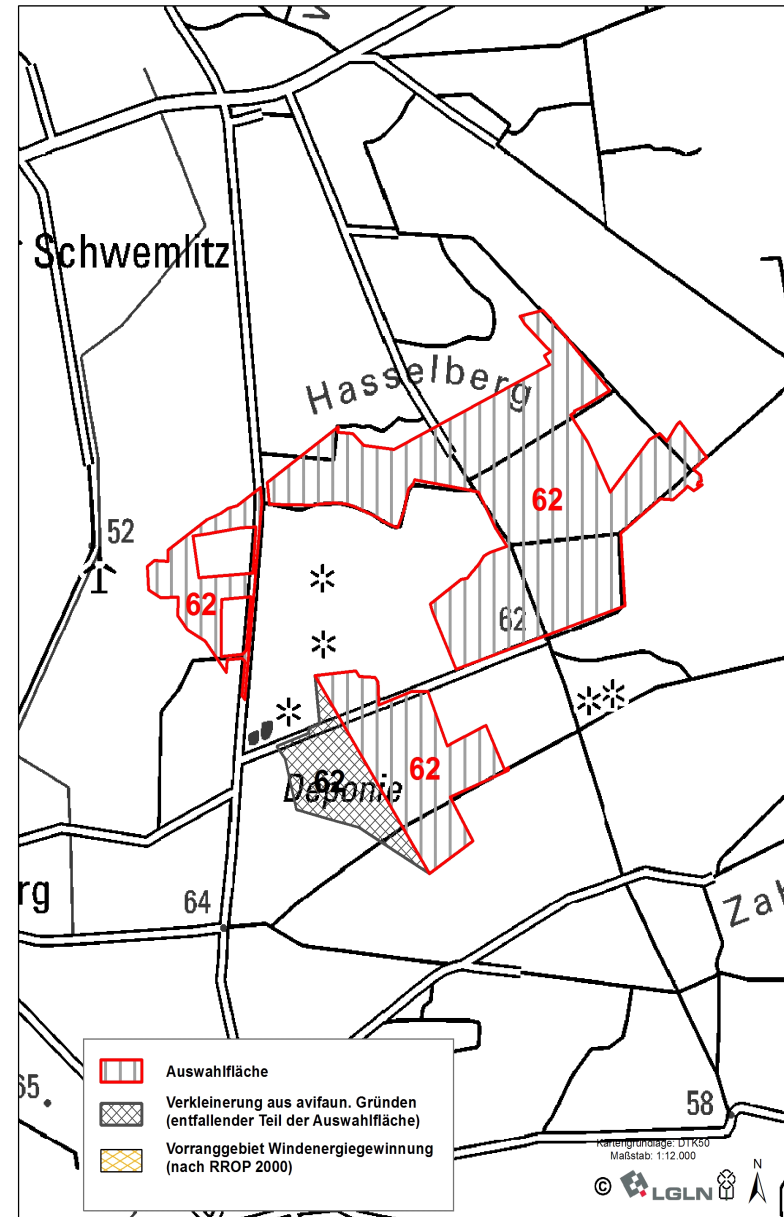 Schwemlitz
Hasselberg
52
62
62
62
62
62
Deponie
rg
64
Zah
65
58
Auswahlfläche
Verkleinerung aus avifaun. Gründen
(entfallender Teil der Auswahlfläche)
Vorranggebiet Windenergiegewinnung
(nach RROP 2000)
Kartengrundlage: DTK50
Maßstab: 1:12.000
© LGLN
N